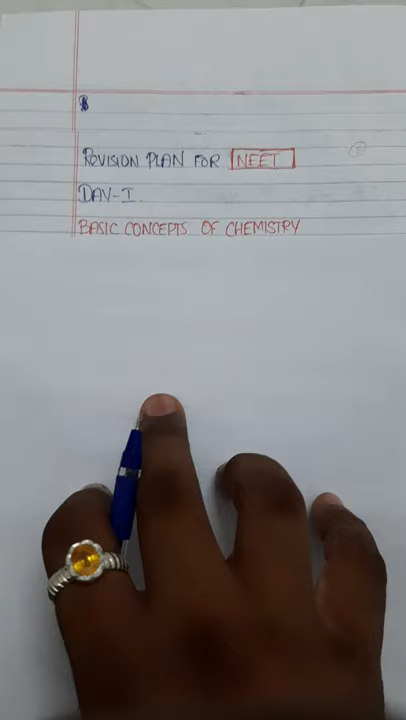 REVISION PLAN FOR NEET
DAY-I.
BASIC CONCEPTS OF CHEMISTRY